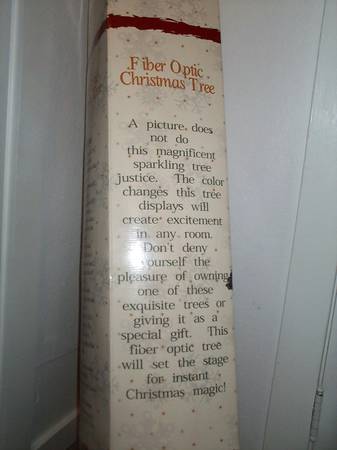 Fiber Optic
Christmas Tree
A picture does
not do
this magnificent
sparkling tree
justice. The color
changes this tree
displays will
create excitement
in any room.
Don't deny
yourself the
pleasure of owning
one of these
exquisite trees or
giving it as a
special gift. This
fiber optic tree
will set the stage
for instant
Christmas magic!